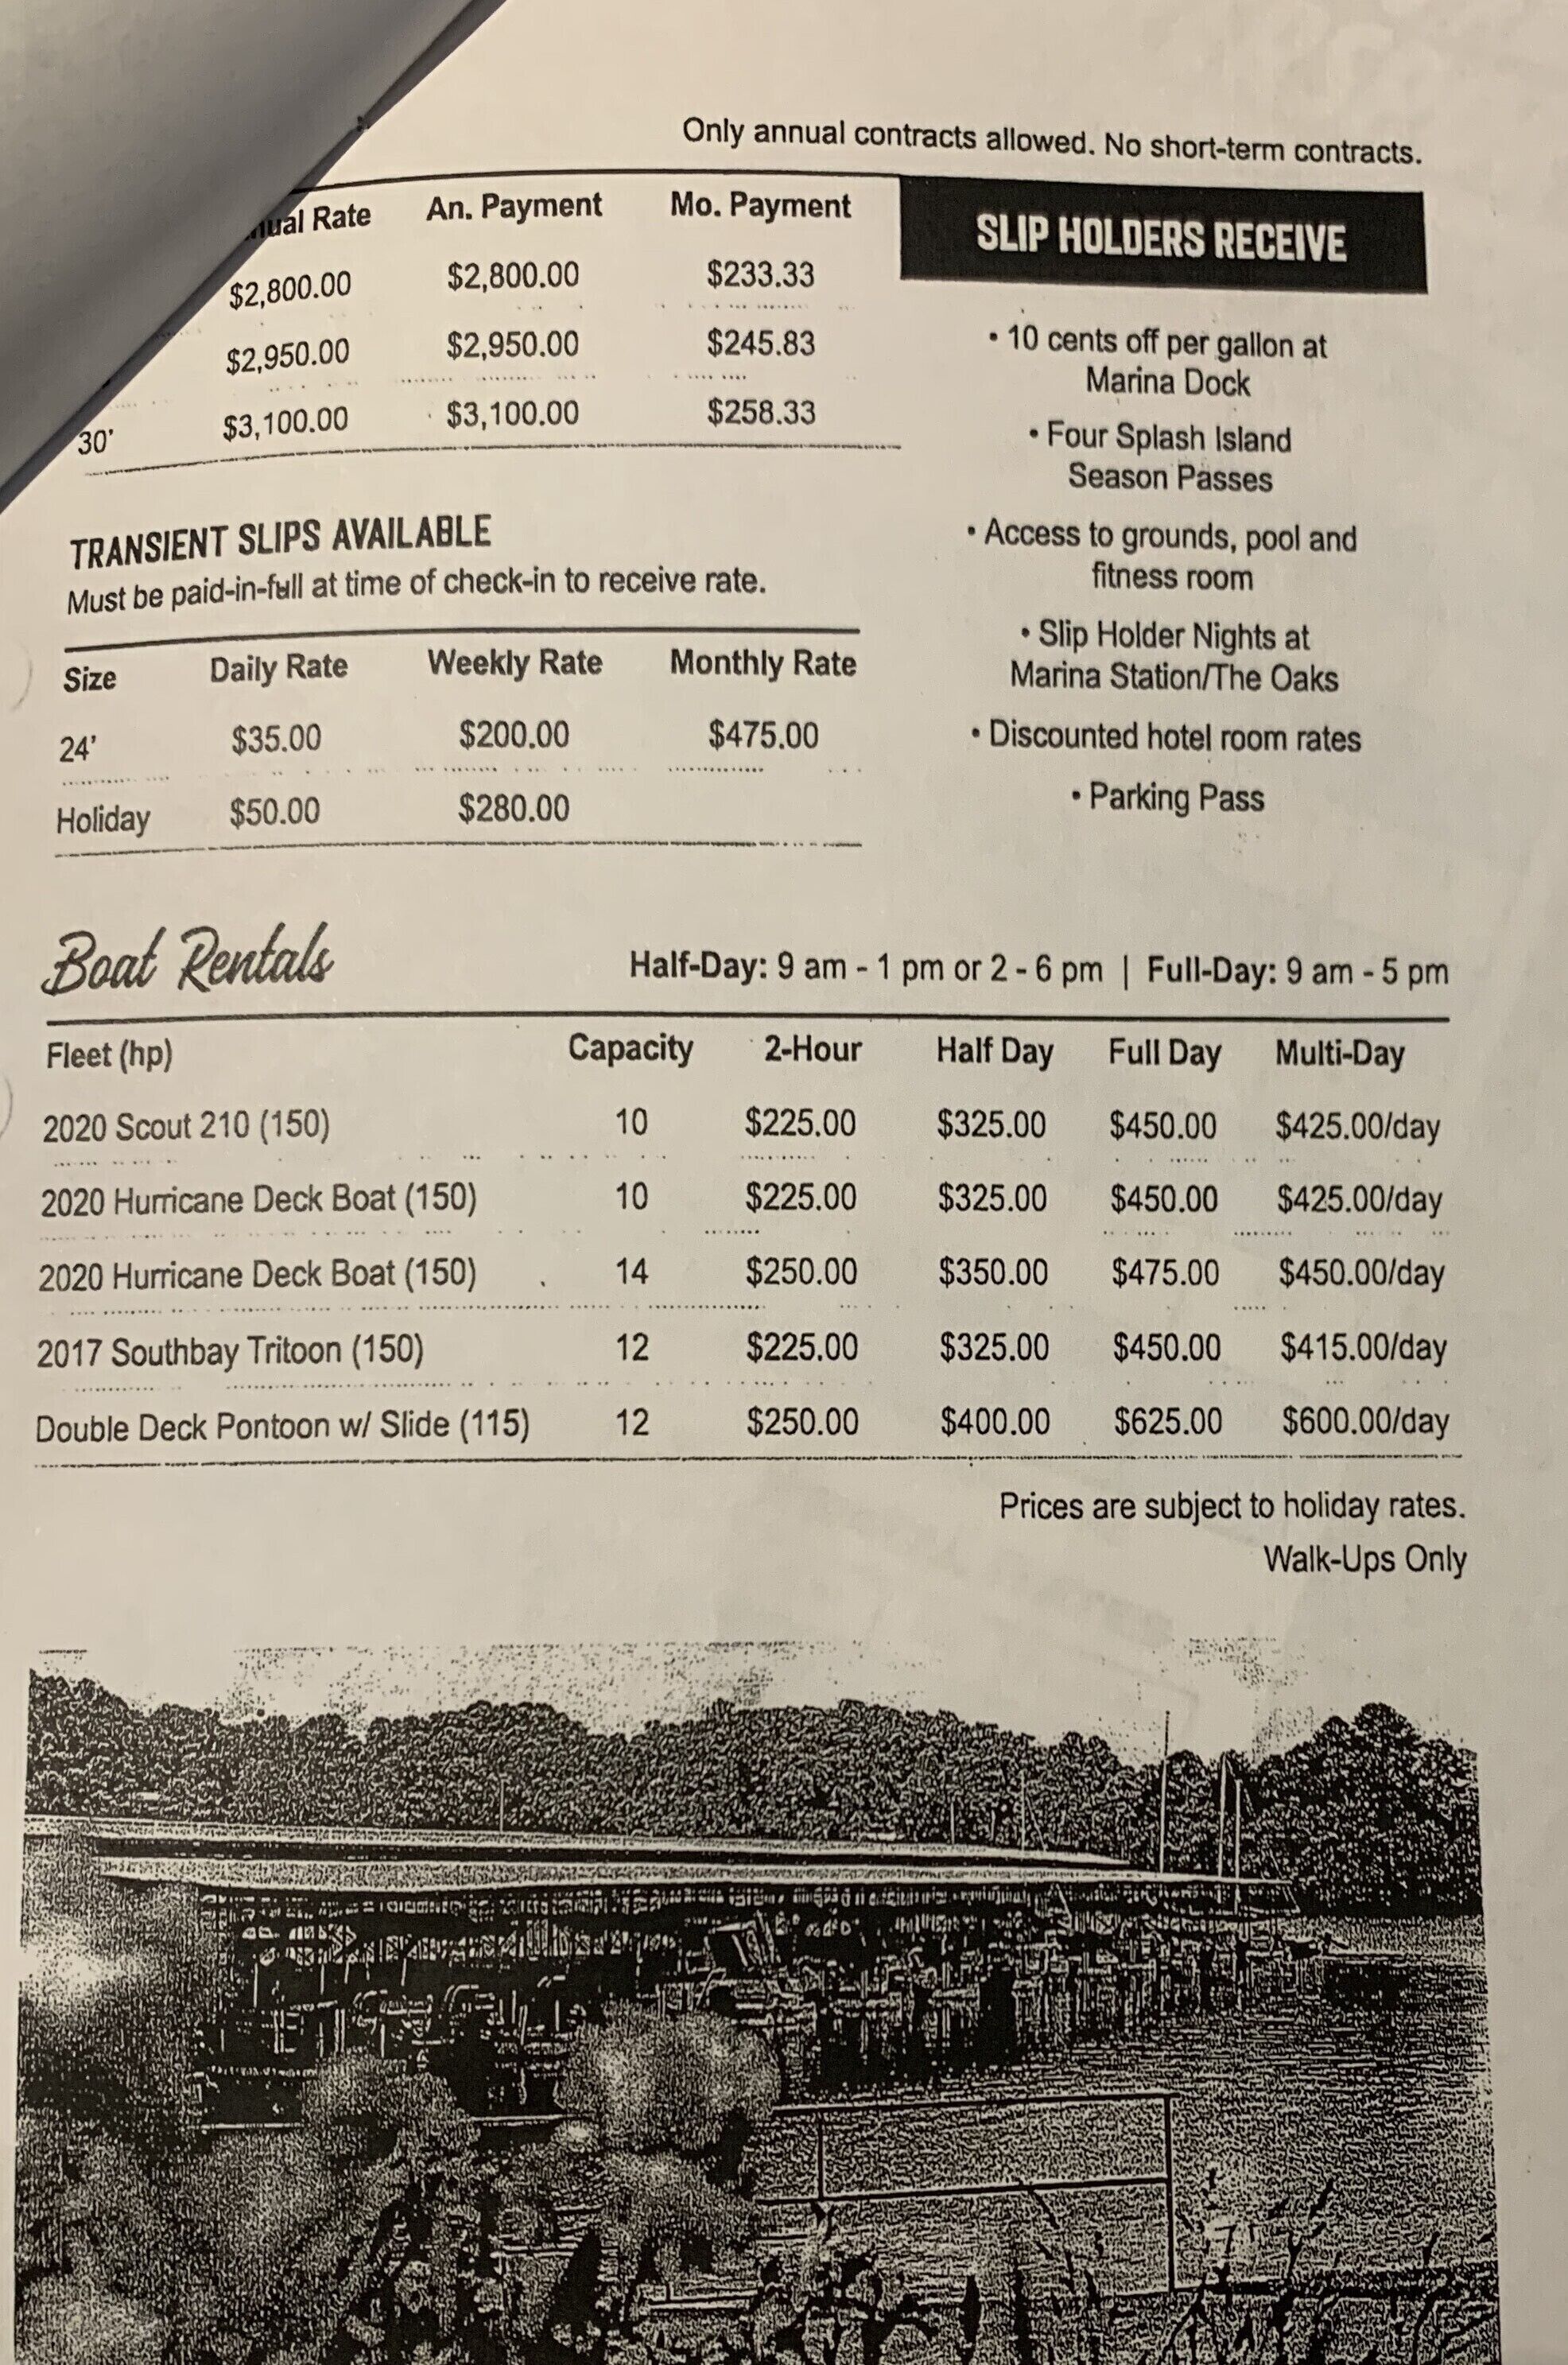 Only annual contracts allowed. No short-term contracts.
Rate An. Payment Mo. Payment
$2,800.00 $2,800.00 $233.33
$2,950.00 $2,950.00 $245.83
30' $3,100.00 $3,100.00 $258.33
SLIP HOLDERS RECEIVE
• 10 cents off per gallon at
Marina Dock
• Four Splash Island
Season Passes
• Access to grounds, pool and
fitness room
• Slip Holder Nights at
Marina Station/The Oaks
• Discounted hotel room rates
• Parking Pass
TRANSIENT SLIPS AVAILABLE
Must be paid-in-full at time of check-in to receive rate.
Size Daily Rate Weekly Rate Monthly Rate
24' $35.00 $200.00 $475.00
Holiday $50.00 $280.00
Boat Rentals
Half-Day: 9 am - 1 pm or 2 - 6 pm | Full-Day: 9 am - 5 pm
Fleet (hp) Capacity 2-Hour Half Day Full Day Multi-Day
2020 Scout 210 (150) 10 $225.00 $325.00 $450.00 $425.00/day
2020 Hurricane Deck Boat (150) 10 $225.00 $325.00 $450.00 $425.00/day
2020 Hurricane Deck Boat (150) 14 $250.00 $350.00 $475.00 $450.00/day
2017 Southbay Tritoon (150) 12 $225.00 $325.00 $450.00 $415.00/day
Double Deck Pontoon w/ Slide (115) 12 $250.00 $400.00 $625.00 $600.00/day
Prices are subject to holiday rates.
Walk-Ups Only